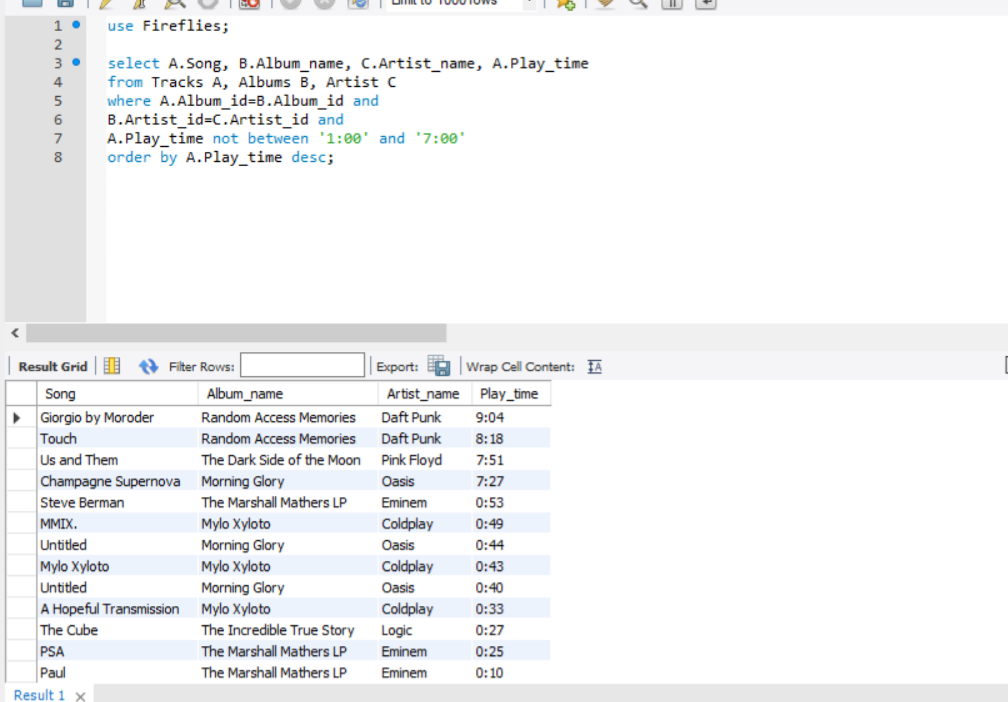 Limit to 1000 rows
1 use Fireflies;
2
3 select A.Song, B.Album_name, C.Artist_name, A.Play_time
4 from Tracks A, Albums B, Artist C
5 where A.Album_id=B.Album_id and
6 B.Artist_id=C.Artist_id and
7 A.Play_time not between '1:00' and '7:00'
8 order by A.Play_time desc;
Result Grid Filter Rows: Export: Wrap Cell Content: IA
Song Album_name Artist_name Play_time
Giorgio by Moroder Random Access Memories Daft Punk 9:04
Touch Random Access Memories Daft Punk 8:18
Us and Them The Dark Side of the Moon Pink Floyd 7:51
Champagne Supernova Morning Glory Oasis 7:27
Steve Berman The Marshall Mathers LP Eminem 0:53
MMIX. Mylo Xyloto Coldplay 0:49
Untitled Morning Glory Oasis 0:44
Mylo Xyloto Mylo Xyloto Coldplay 0:43
Untitled Morning Glory Oasis 0:40
A Hopeful Transmission Mylo Xyloto Coldplay 0:33
The Cube The Incredible True Story Logic 0:27
PSA The Marshall Mathers LP Eminem 0:25
Paul The Marshall Mathers LP Eminem 0:10
Result 1